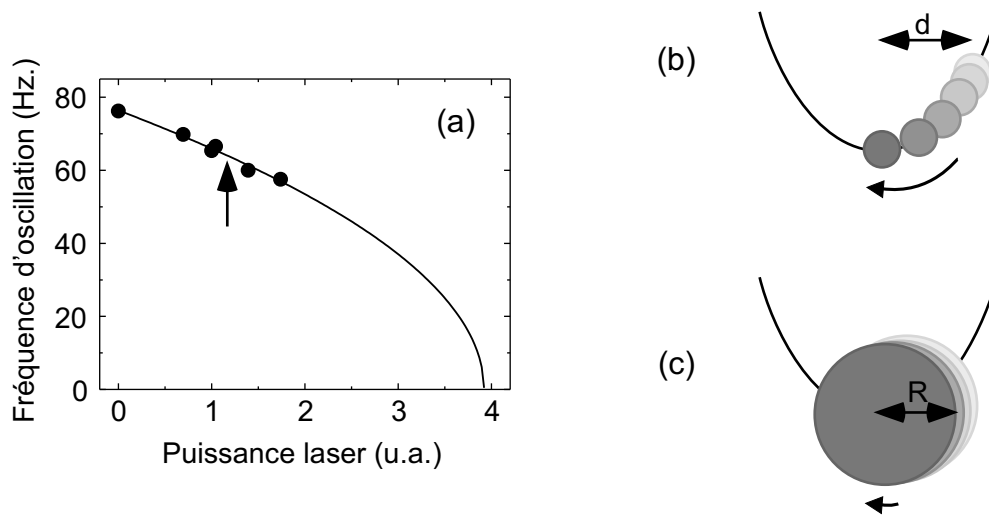 Fréquence d'oscillation (Hz.)
80
60
40
20
0
(a)
0 1 2 3 4
Puissance laser (u.a.)
(b)
d
(c)
R